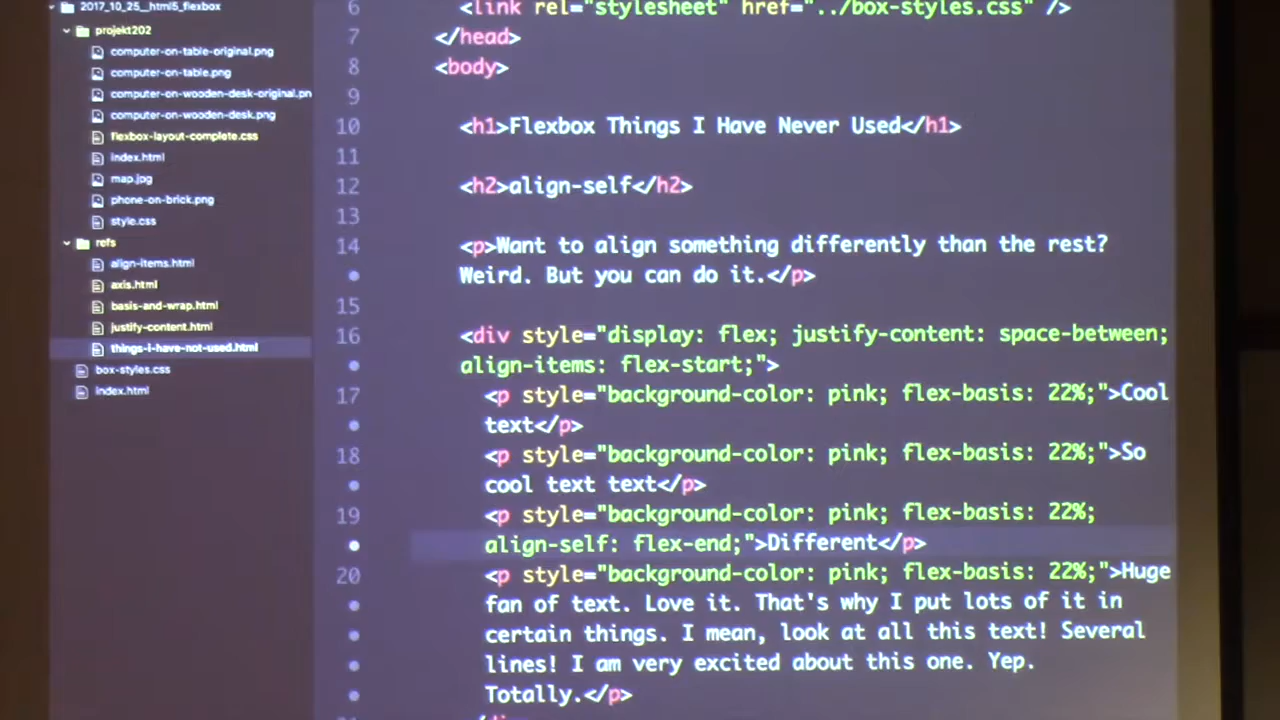 2017_10_25__html5_flexbox
projekt202
computer-on-table-original.png
computer-on-table.png
computer-on-wooden-desk-original.pn
computer-on-wooden-desk.png
flexbox-layout-complete.css
index.html
map.jpg
phone-on-brick.png
style.css
refs
align-items.html
axis.html
basis-and-wrap.html
justify-content.html
things-i-have-not-used.html
box-styles.css
index.html
6 <link rel="stylesheet" href="../box-styles.css" />
7 </head>
8 <body>
9
10 <h1>Flexbox Things I Have Never Used</h1>
11
12 <h2>align-self</h2>
13
14 <p>Want to align something differently than the rest?
Weird. But you can do it.</p>
15
16 <div style="display: flex; justify-content: space-between;
align-items: flex-start;">
17 <p style="background-color: pink; flex-basis: 22%;">Cool
text</p>
18 <p style="background-color: pink; flex-basis: 22%;">So
cool text text</p>
19 <p style="background-color: pink; flex-basis: 22%;
align-self: flex-end;">Different</p>
20 <p style="background-color: pink; flex-basis: 22%;">Huge
fan of text. Love it. That's why I put lots of it in
certain things. I mean, look at all this text! Several
lines! I am very excited about this one. Yep.
Totally.</p>